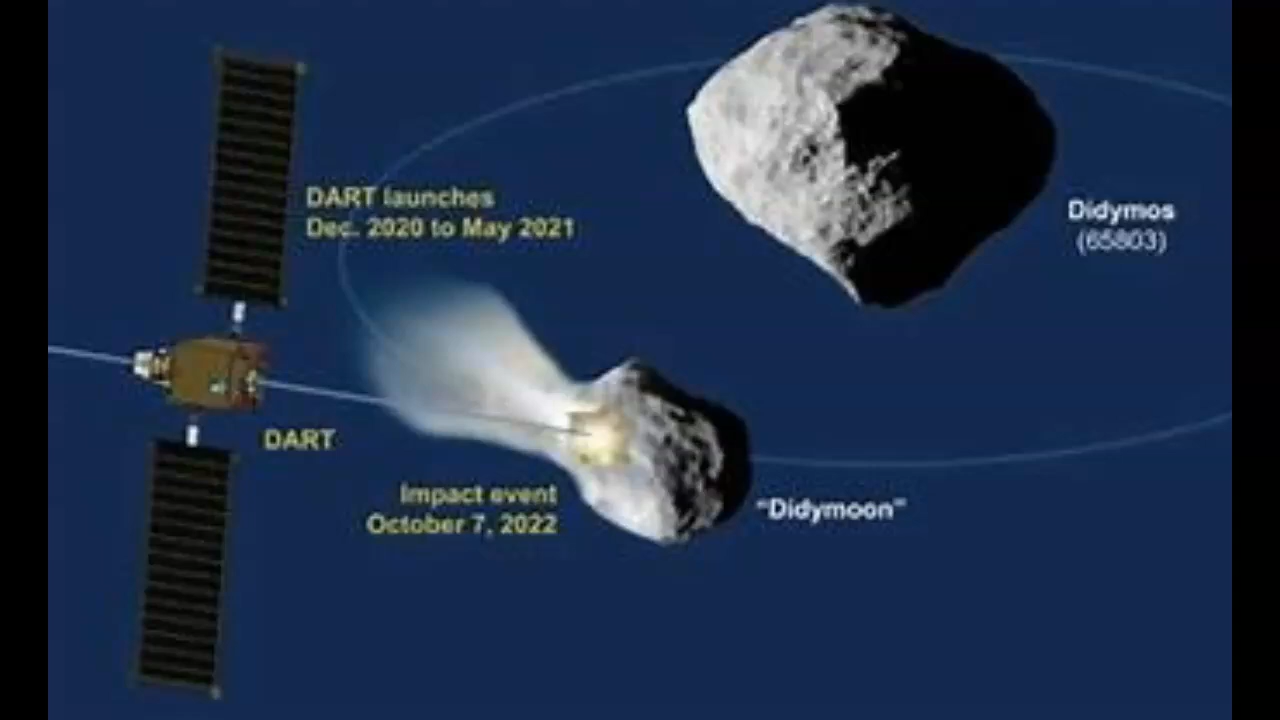 DART launches
Dec. 2020 to May 2021
Didymos
(65803)
DART
Impact event
October 7, 2022
“Didymoon”